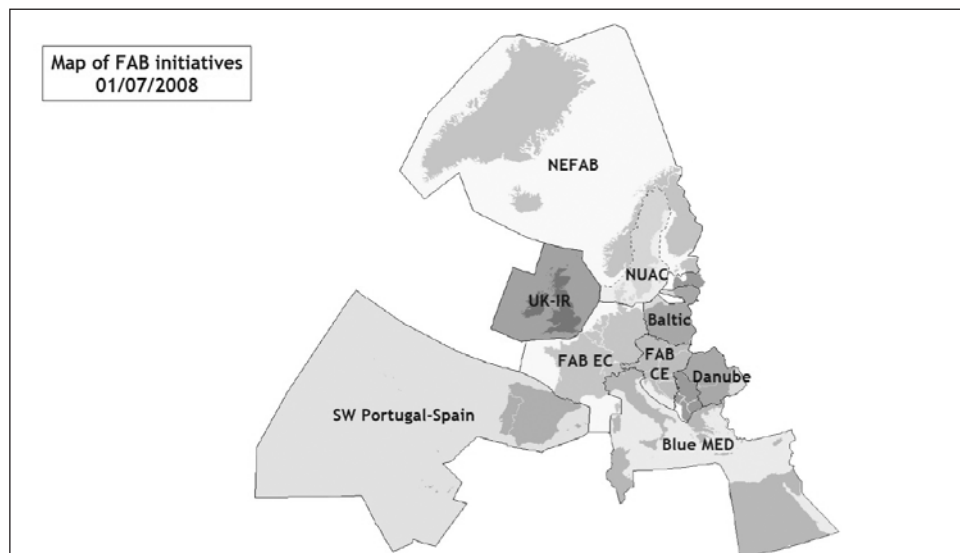 Map of FAB initiatives
01/07/2008
NEFAB
NUAC
UK-IR
Baltic
FAB EC
FAB
CE
Danube
SW Portugal-Spain
Blue MED